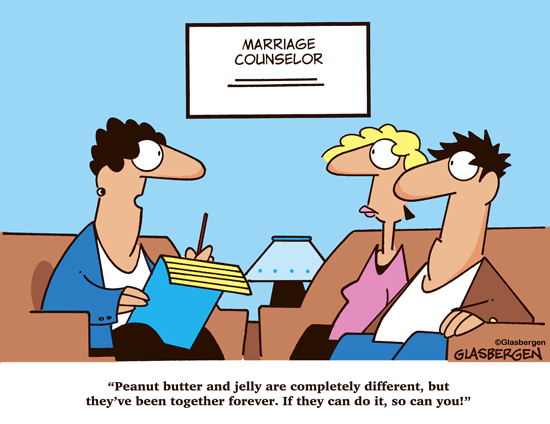 MARRIAGE
COUNSELOR
©Glasbergen
GLASBERGEN
“Peanut butter and jelly are completely different, but
they’ve been together forever. If they can do it, so can you!”